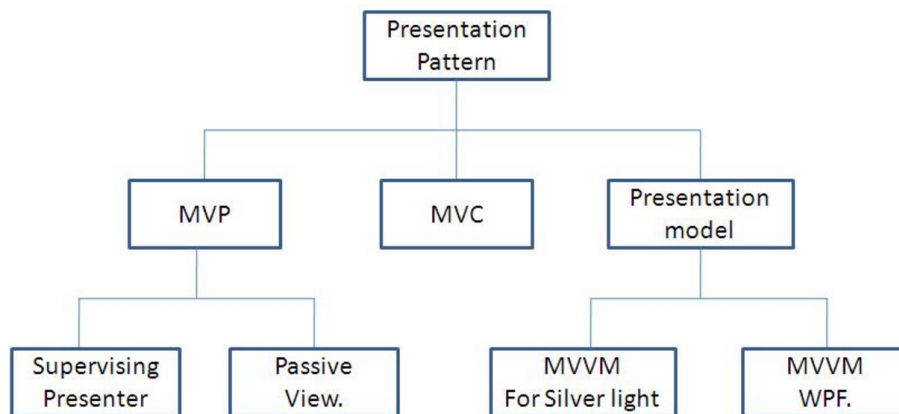 Presentation
Pattern
MVP
MVC
Presentation
model
Supervising
Presenter
Passive
View.
MVVM
For Silver light
MVVM
WPF.